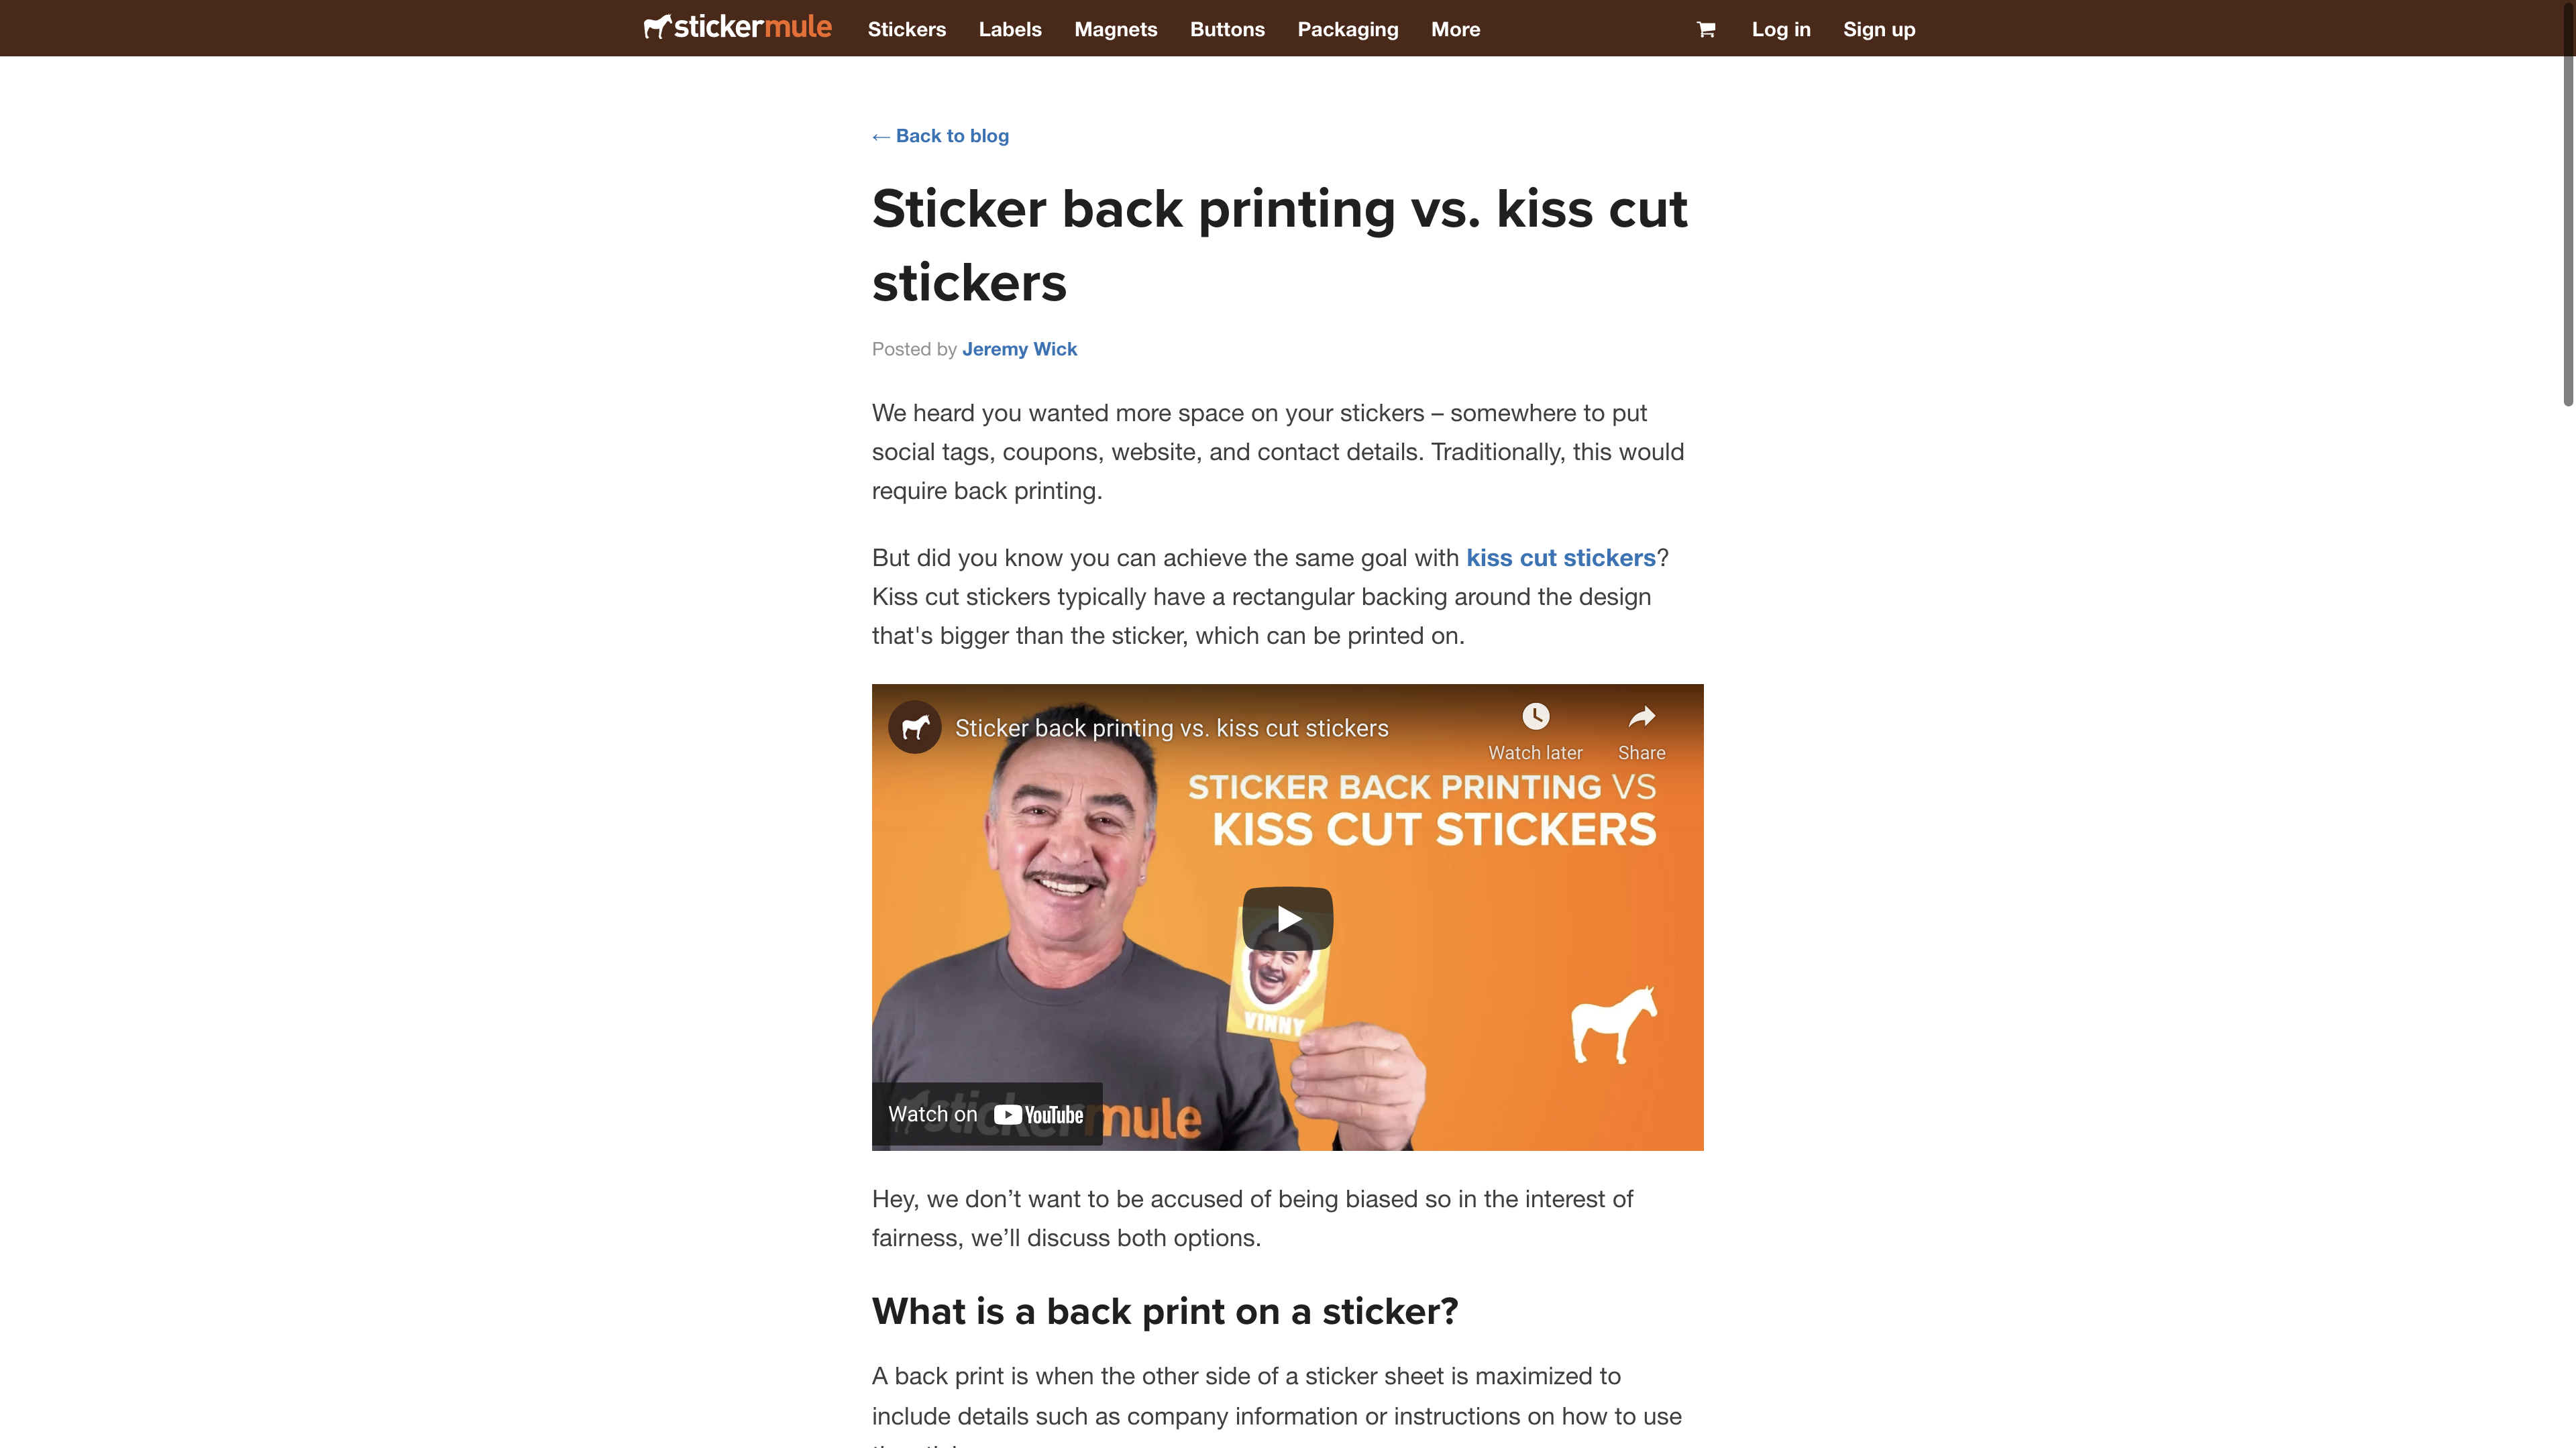 stickermule Stickers Labels Magnets Buttons Packaging More Log in Sign up
← Back to blog
Sticker back printing vs. kiss cut
stickers
Posted by Jeremy Wick
We heard you wanted more space on your stickers – somewhere to put
social tags, coupons, website, and contact details. Traditionally, this would
require back printing.
But did you know you can achieve the same goal with kiss cut stickers?
Kiss cut stickers typically have a rectangular backing around the design
that's bigger than the sticker, which can be printed on.
Sticker back printing vs. kiss cut stickers
Watch later Share
STICKER BACK PRINTING VS
KISS CUT STICKERS
VINNY
Watch on YouTube
stickermule
Hey, we don’t want to be accused of being biased so in the interest of
fairness, we’ll discuss both options.
What is a back print on a sticker?
A back print is when the other side of a sticker sheet is maximized to
include details such as company information or instructions on how to use